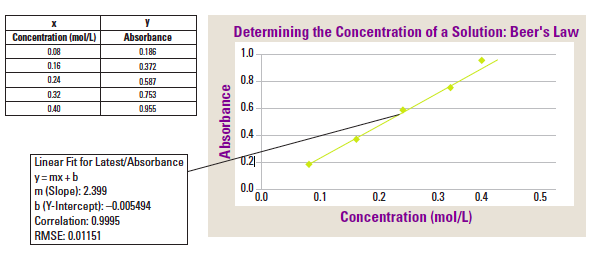 x y
Concentration (mol/L) Absorbance
0.08 0.186
0.16 0.372
0.24 0.587
0.32 0.753
0.40 0.955
Linear Fit for Latest/Absorbance
y = mx + b
m (Slope): 2.399
b (Y-Intercept): –0.005494
Correlation: 0.9995
RMSE: 0.01151
Determining the Concentration of a Solution: Beer's Law
Absorbance
1.0
0.8
0.6
0.4
0.2
0.0
0.0 0.1 0.2 0.3 0.4 0.5
Concentration (mol/L)